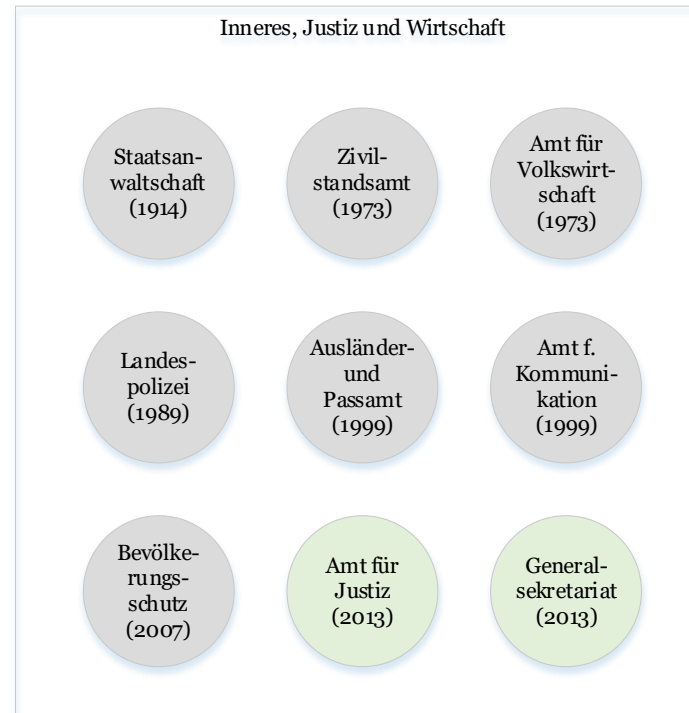 Inneres, Justiz und Wirtschaft
Staatsan-
waltschaft
(1914)
Zivil-
standsamt
(1973)
Amt für
Volkswirt-
schaft
(1973)
Landes-
polizei
(1989)
Ausländer-
und
Passamt
(1999)
Amt f.
Kommuni-
kation
(1999)
Bevölke-
rungs-
schutz
(2007)
Amt für
Justiz
(2013)
General-
sekretariat
(2013)